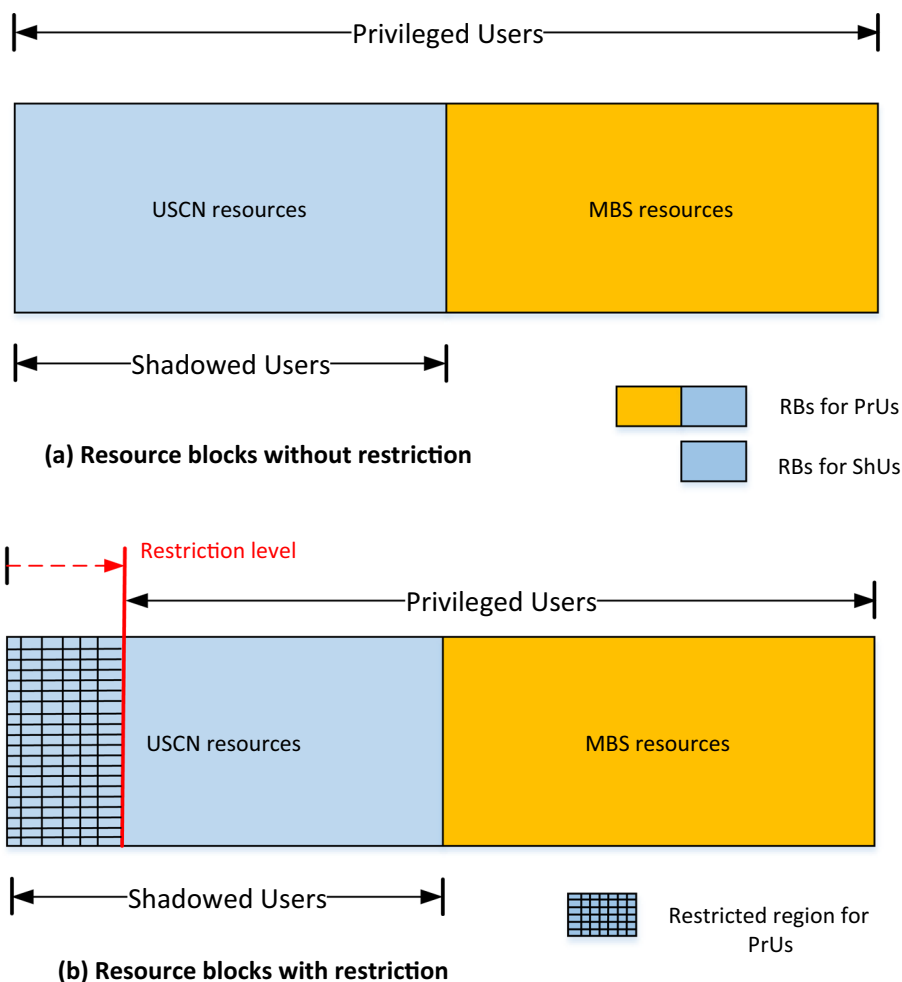 Privileged Users
USCN resources
MBS resources
Shadowed Users
RBs for PrUs
(a) Resource blocks without restriction
RBs for ShUs
Restriction level
Privileged Users
USCN resources
MBS resources
Shadowed Users
Restricted region for
PrUs
(b) Resource blocks with restriction